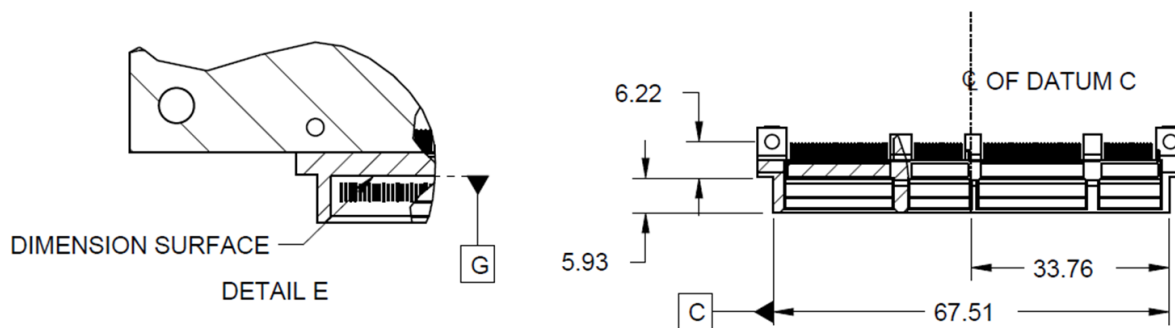 DIMENSION SURFACE
G
DETAIL E
℄ OF DATUM C
6.22
5.93
33.76
C
67.51